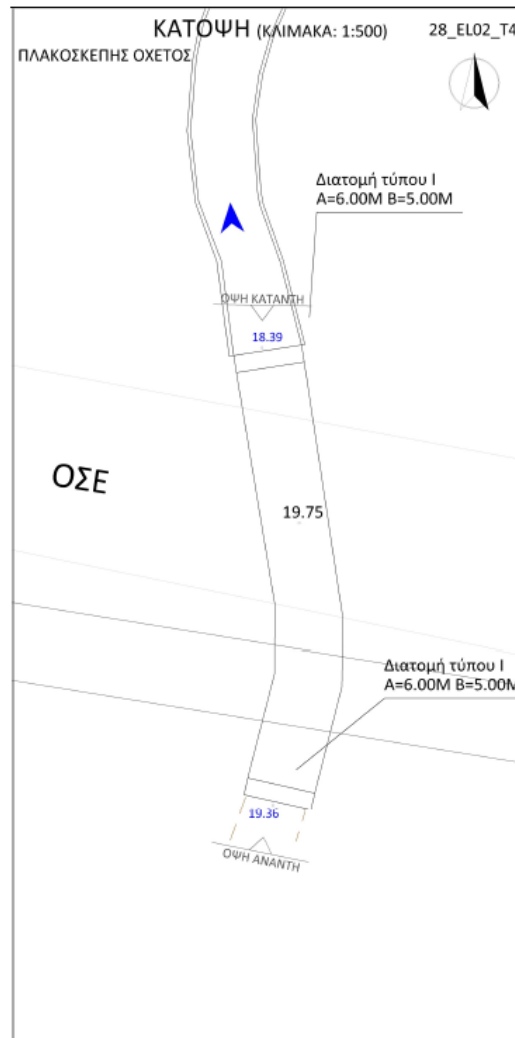 ΚΑΤΟΨΗ (ΚΛΙΜΑΚΑ: 1:500)
28_EL02_T4
ΠΛΑΚΟΣΚΕΠΗΣ ΟΧΕΤΟΣ
Διατομή τύπου Ι
Α=6.00Μ Β=5.00Μ
ΟΨΗ ΚΑΤΑΝΤΗ
18.39
ΟΣΕ
19.75
Διατομή τύπου Ι
Α=6.00Μ Β=5.00Μ
19.36
ΟΨΗ ΑΝΑΝΤΗ